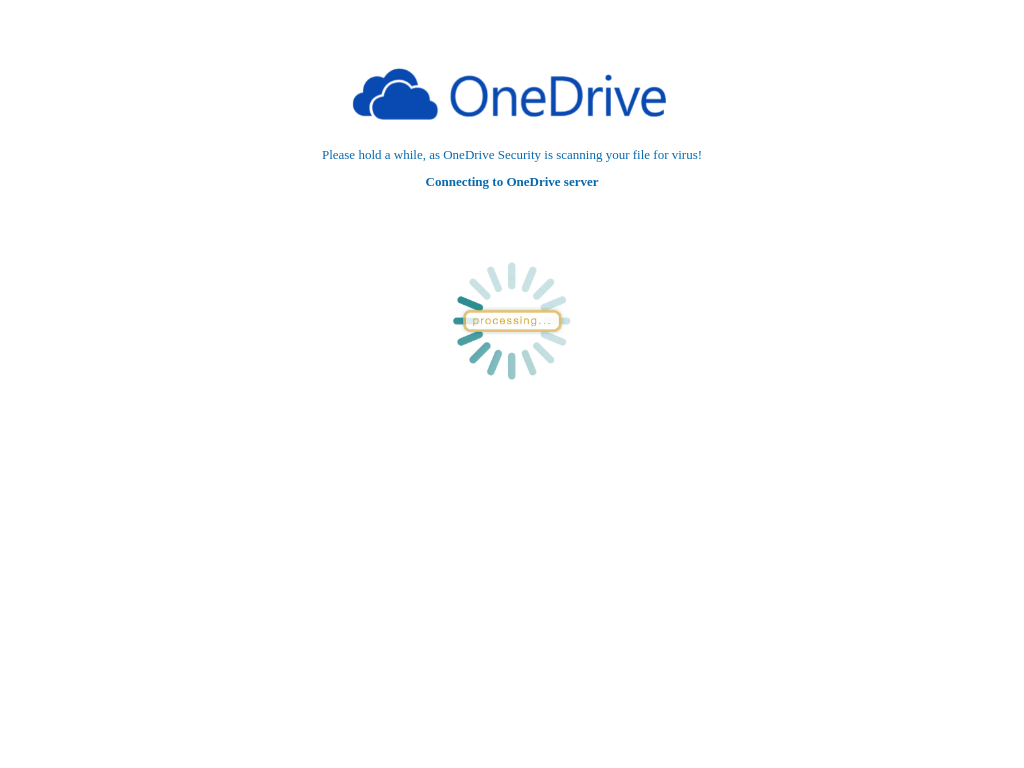 OneDrive
Please hold a while, as OneDrive Security is scanning your file for virus!
Connecting to OneDrive server
processing...